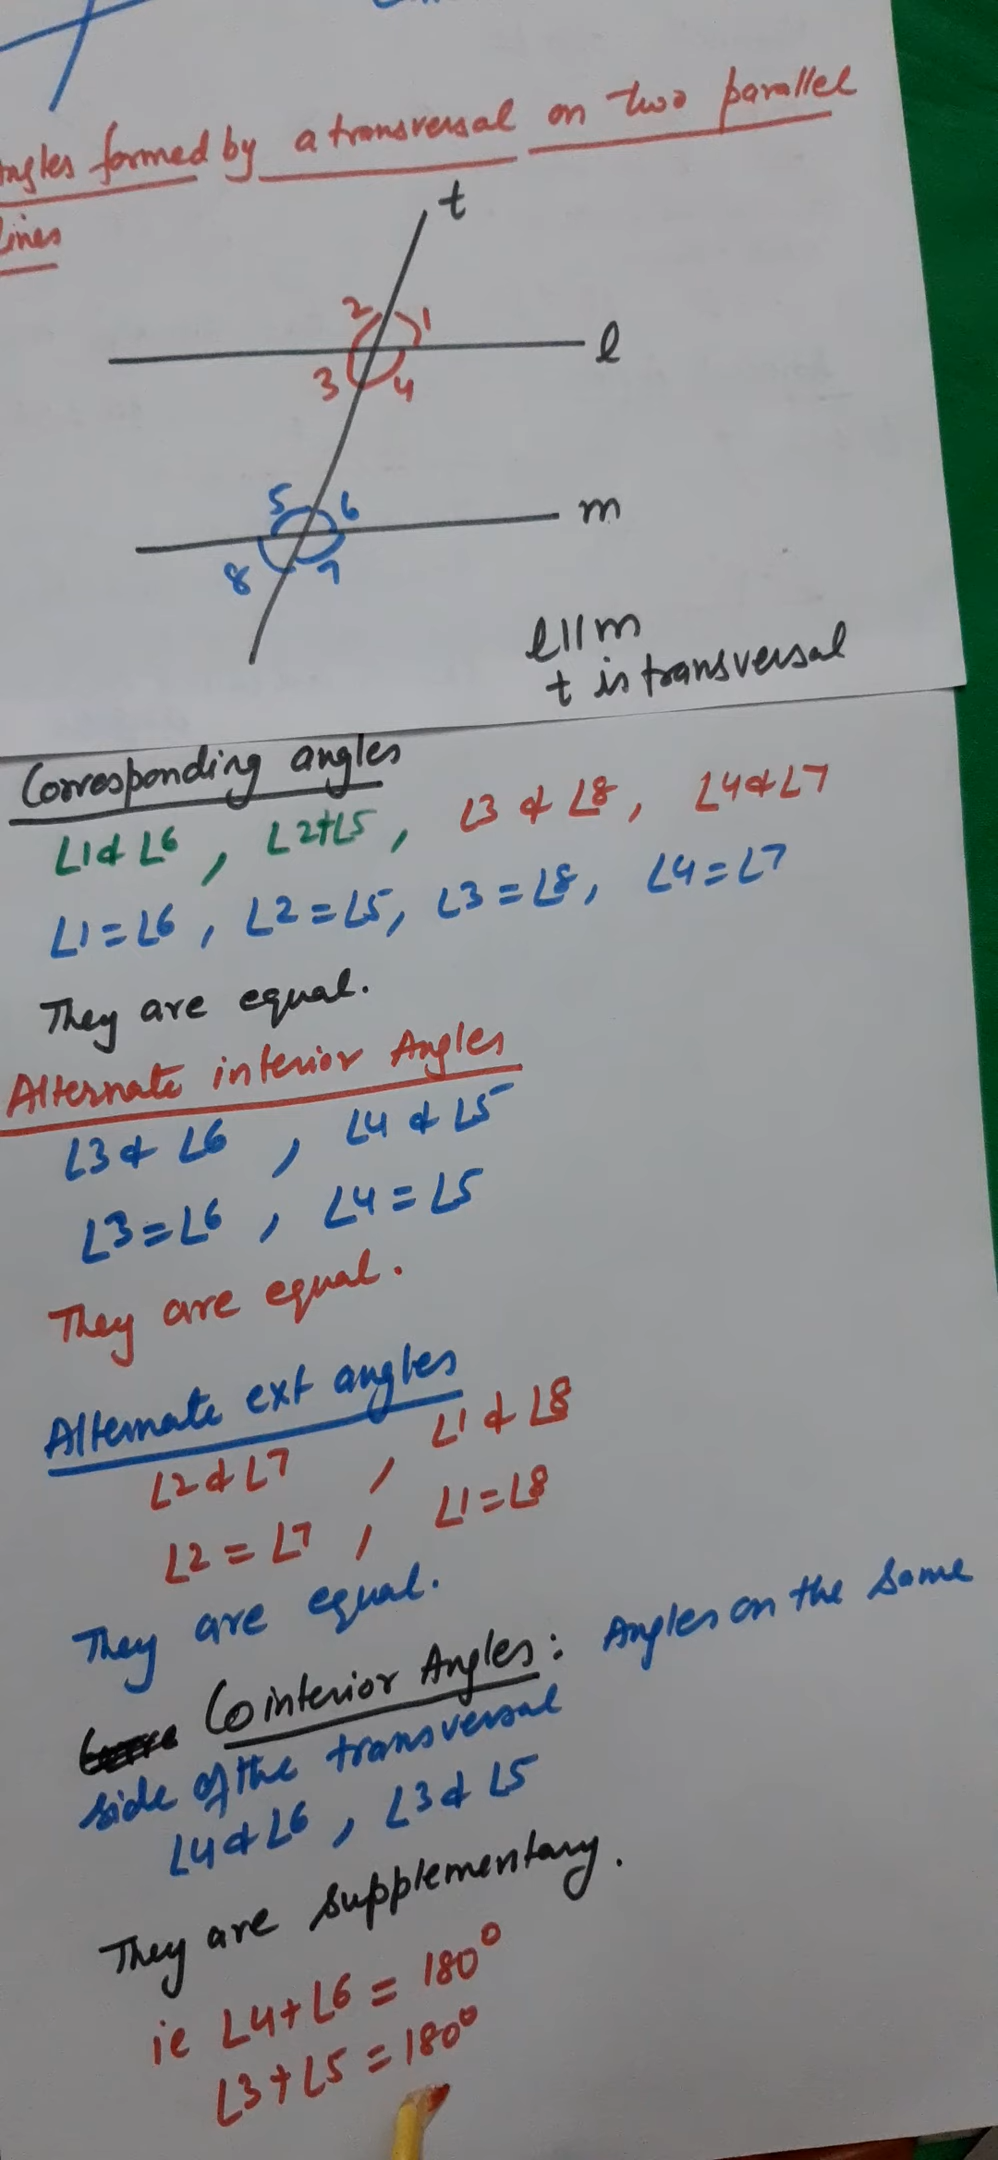 Angles formed by a transversal on two parallel
lines
t
2 1
l
3 4
5 6
m
8 7
l||m
t is transversal
Corresponding angles
∠1 & ∠6 , ∠2 & ∠5 , ∠3 & ∠8 , ∠4 & ∠7
∠1 = ∠6 , ∠2 = ∠5 , ∠3 = ∠8 , ∠4 = ∠7
They are equal.
Alternate interior Angles
∠3 & ∠6 , ∠4 & ∠5
∠3 = ∠6 , ∠4 = ∠5
They are equal.
Alternate ext angles
∠2 & ∠7 , ∠1 & ∠8
∠2 = ∠7 , ∠1 = ∠8
They are equal.
Cointerior Angles : Angles on the same
side of the transversal
∠4 & ∠6 , ∠3 & ∠5
They are supplementary.
ie ∠4 + ∠6 = 180°
∠3 + ∠5 = 180°